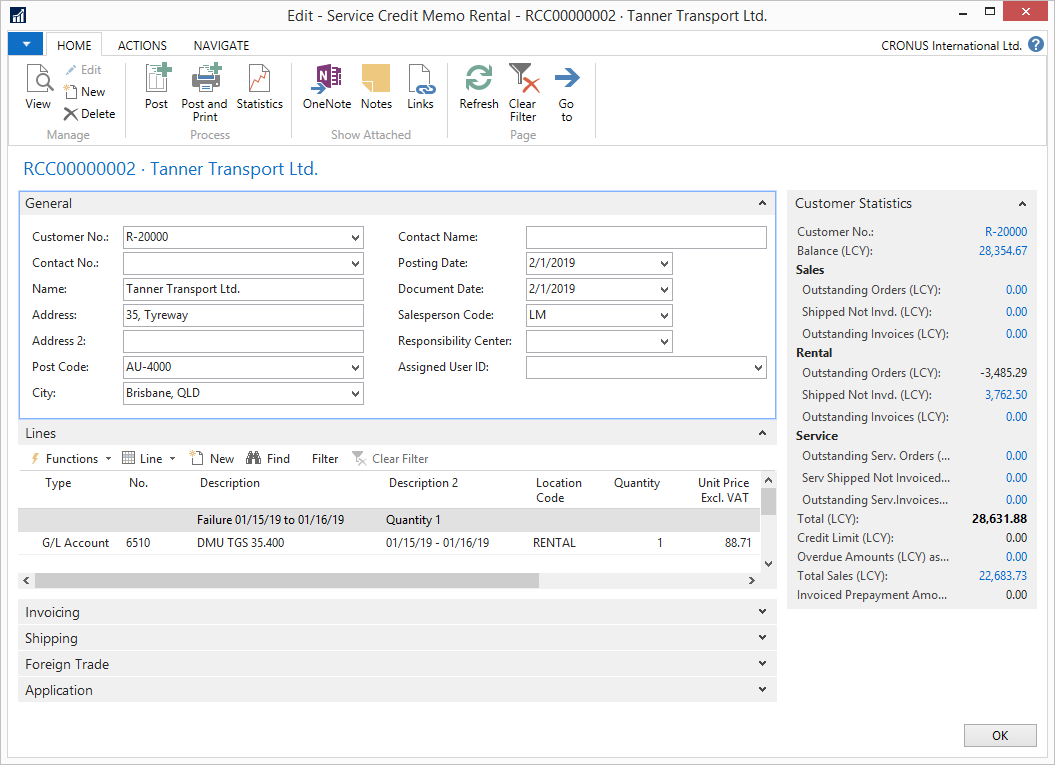 Edit - Service Credit Memo Rental - RCC00000002 · Tanner Transport Ltd.
HOME ACTIONS NAVIGATE
CRONUS International Ltd. ?
View
Edit
New
Delete
Manage
Post
Post and Print
Statistics
Process
OneNote
Notes
Links
Show Attached
Refresh
Clear Filter
Go to
Page
RCC00000002 · Tanner Transport Ltd.
General
Customer No.: R-20000
Contact No.:
Name: Tanner Transport Ltd.
Address: 35, Tyreway
Address 2:
Post Code: AU-4000
City: Brisbane, QLD
Contact Name:
Posting Date: 2/1/2019
Document Date: 2/1/2019
Salesperson Code: LM
Responsibility Center:
Assigned User ID:
Lines
Functions Line New Find Filter Clear Filter
Type No. Description Description 2 Location Code Quantity Unit Price Excl. VAT
Failure 01/15/19 to 01/16/19 Quantity 1
G/L Account 6510 DMU TGS 35.400 01/15/19 - 01/16/19 RENTAL 1 88.71
Invoicing
Shipping
Foreign Trade
Application
Customer Statistics
Customer No.: R-20000
Balance (LCY): 28,354.67
Sales
Outstanding Orders (LCY): 0.00
Shipped Not Invd. (LCY): 0.00
Outstanding Invoices (LCY): 0.00
Rental
Outstanding Orders (LCY): -3,485.29
Shipped Not Invd. (LCY): 3,762.50
Outstanding Invoices (LCY): 0.00
Service
Outstanding Serv. Orders (... 0.00
Serv Shipped Not Invoiced... 0.00
Outstanding Serv.Invoices... 0.00
Total (LCY): 28,631.88
Credit Limit (LCY): 0.00
Overdue Amounts (LCY) as... 0.00
Total Sales (LCY): 22,683.73
Invoiced Prepayment Amo... 0.00
OK